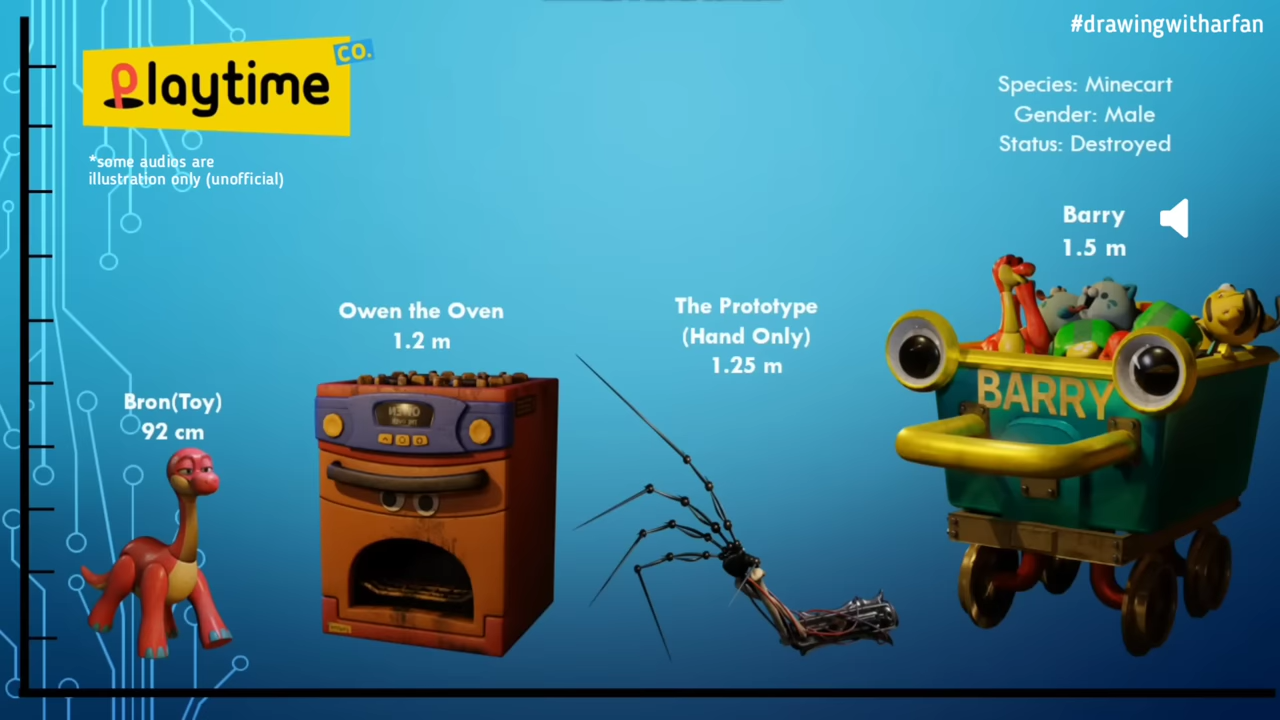 #drawingwitharfan
Playtime
CO.
*some audios are
illustration only (unofficial)
Species: Minecart
Gender: Male
Status: Destroyed
Barry
1.5 m
Owen the Oven
1.2 m
The Prototype
(Hand Only)
1.25 m
Bron(Toy)
92 cm
BARRY